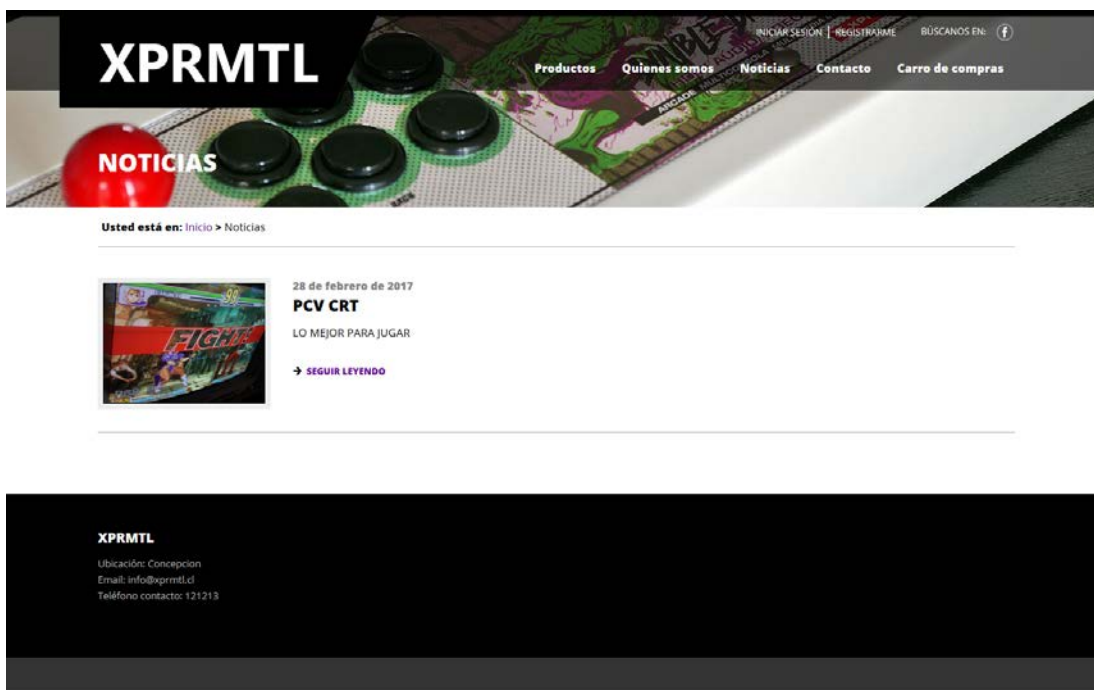 XPRMTL
INICIAR SESIÓN | REGISTRARME BÚSCANOS EN:
Productos Quienes somos Noticias Contacto Carro de compras
ARCADE
NOTICIAS
Usted está en: Inicio > Noticias
28 de febrero de 2017
PCV CRT
FIGHT
LO MEJOR PARA JUGAR
→ SEGUIR LEYENDO
XPRMTL
Ubicación: Concepcion
Email: info@xprmtl.cl
Teléfono contacto: 121213